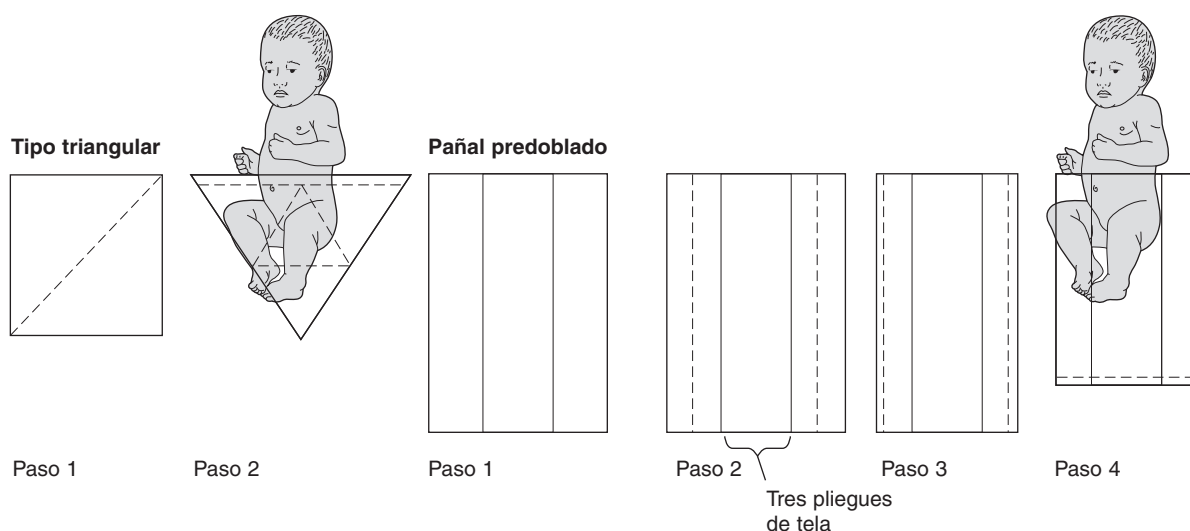 Tipo triangular
Pañal predoblado
Paso 1
Paso 2
Paso 1
Paso 2
Paso 3
Paso 4
Tres pliegues
de tela